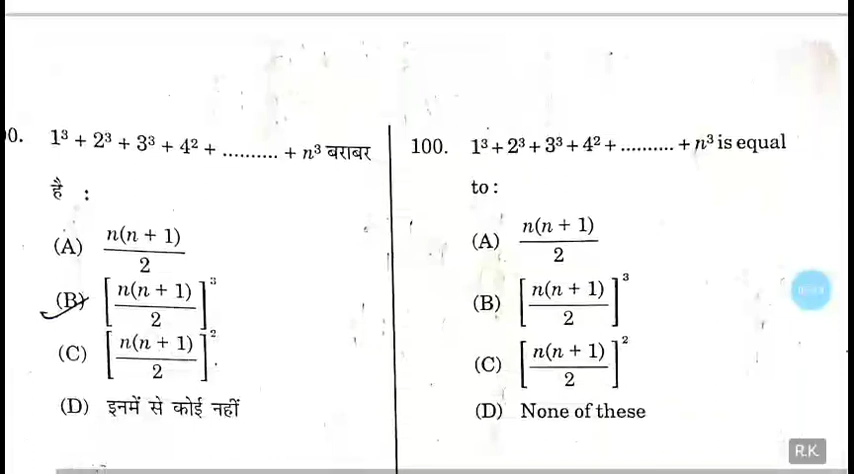 0. 1³ + 2³ + 3³ + 4² + .......... + n³ बराबर
है :
(A) n(n + 1)/2
(B) [n(n + 1)/2]³
(C) [n(n + 1)/2]².
(D) इनमें से कोई नहीं
100. 1³ + 2³ + 3³ + 4² + .......... + n³ is equal
to :
(A) n(n + 1)/2
(B) [n(n + 1)/2]³
(C) [n(n + 1)/2]²
(D) None of these
R.K.